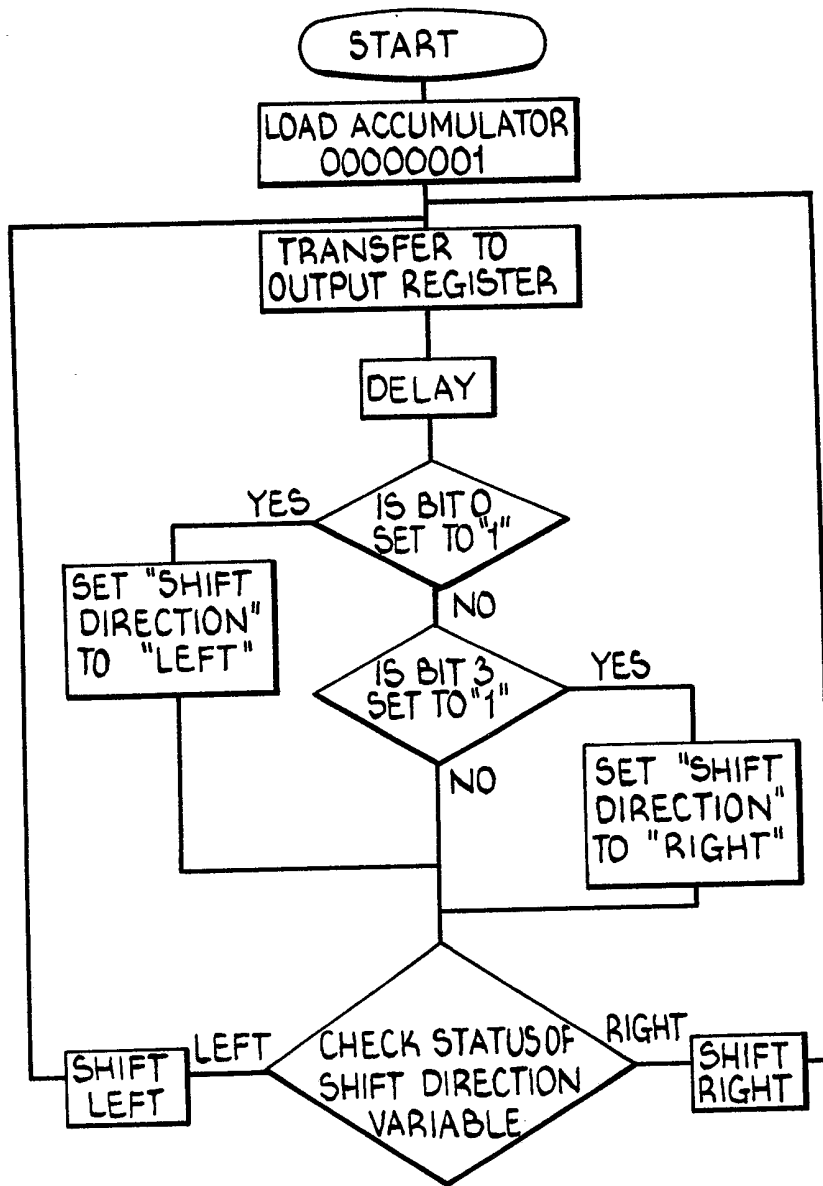 START
LOAD ACCUMULATOR
00000001
TRANSFER TO
OUTPUT REGISTER
DELAY
IS BIT 0
SET TO "1"
YES
NO
SET "SHIFT
DIRECTION"
TO "LEFT"
IS BIT 3
SET TO "1"
YES
NO
SET "SHIFT
DIRECTION"
TO "RIGHT"
CHECK STATUS OF
SHIFT DIRECTION
VARIABLE
LEFT
RIGHT
SHIFT
LEFT
SHIFT
RIGHT